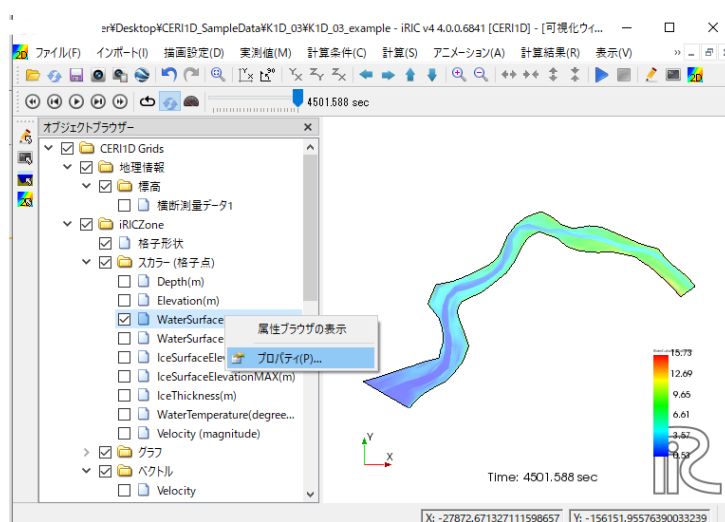 er¥Desktop¥CERI1D_SampleData¥K1D_03¥K1D_03_example - iRIC v4 4.0.0.6841 [CERI1D] - [可視化ウィ...
ファイル(F) インポート(I) 描画設定(D) 実測値(M) 計算条件(C) 計算(S) アニメーション(A) 計算結果(R) 表示(V) »
4501.588 sec
オブジェクトブラウザー
CERI1D Grids
地理情報
標高
横断測量データ1
iRICZone
格子形状
スカラー (格子点)
Depth(m)
Elevation(m)
WaterSurface
WaterSurface
IceSurfaceElev
IceSurfaceElevationMAX(m)
IceThickness(m)
WaterTemperature(degree...
Velocity (magnitude)
グラフ
ベクトル
Velocity
属性ブラウザの表示
プロパティ(P)...
15.73
12.69
9.65
6.61
3.57
0.53
Y
X
Time: 4501.588 sec
X: -27872.671327111598657
Y: -156151.95576390033239